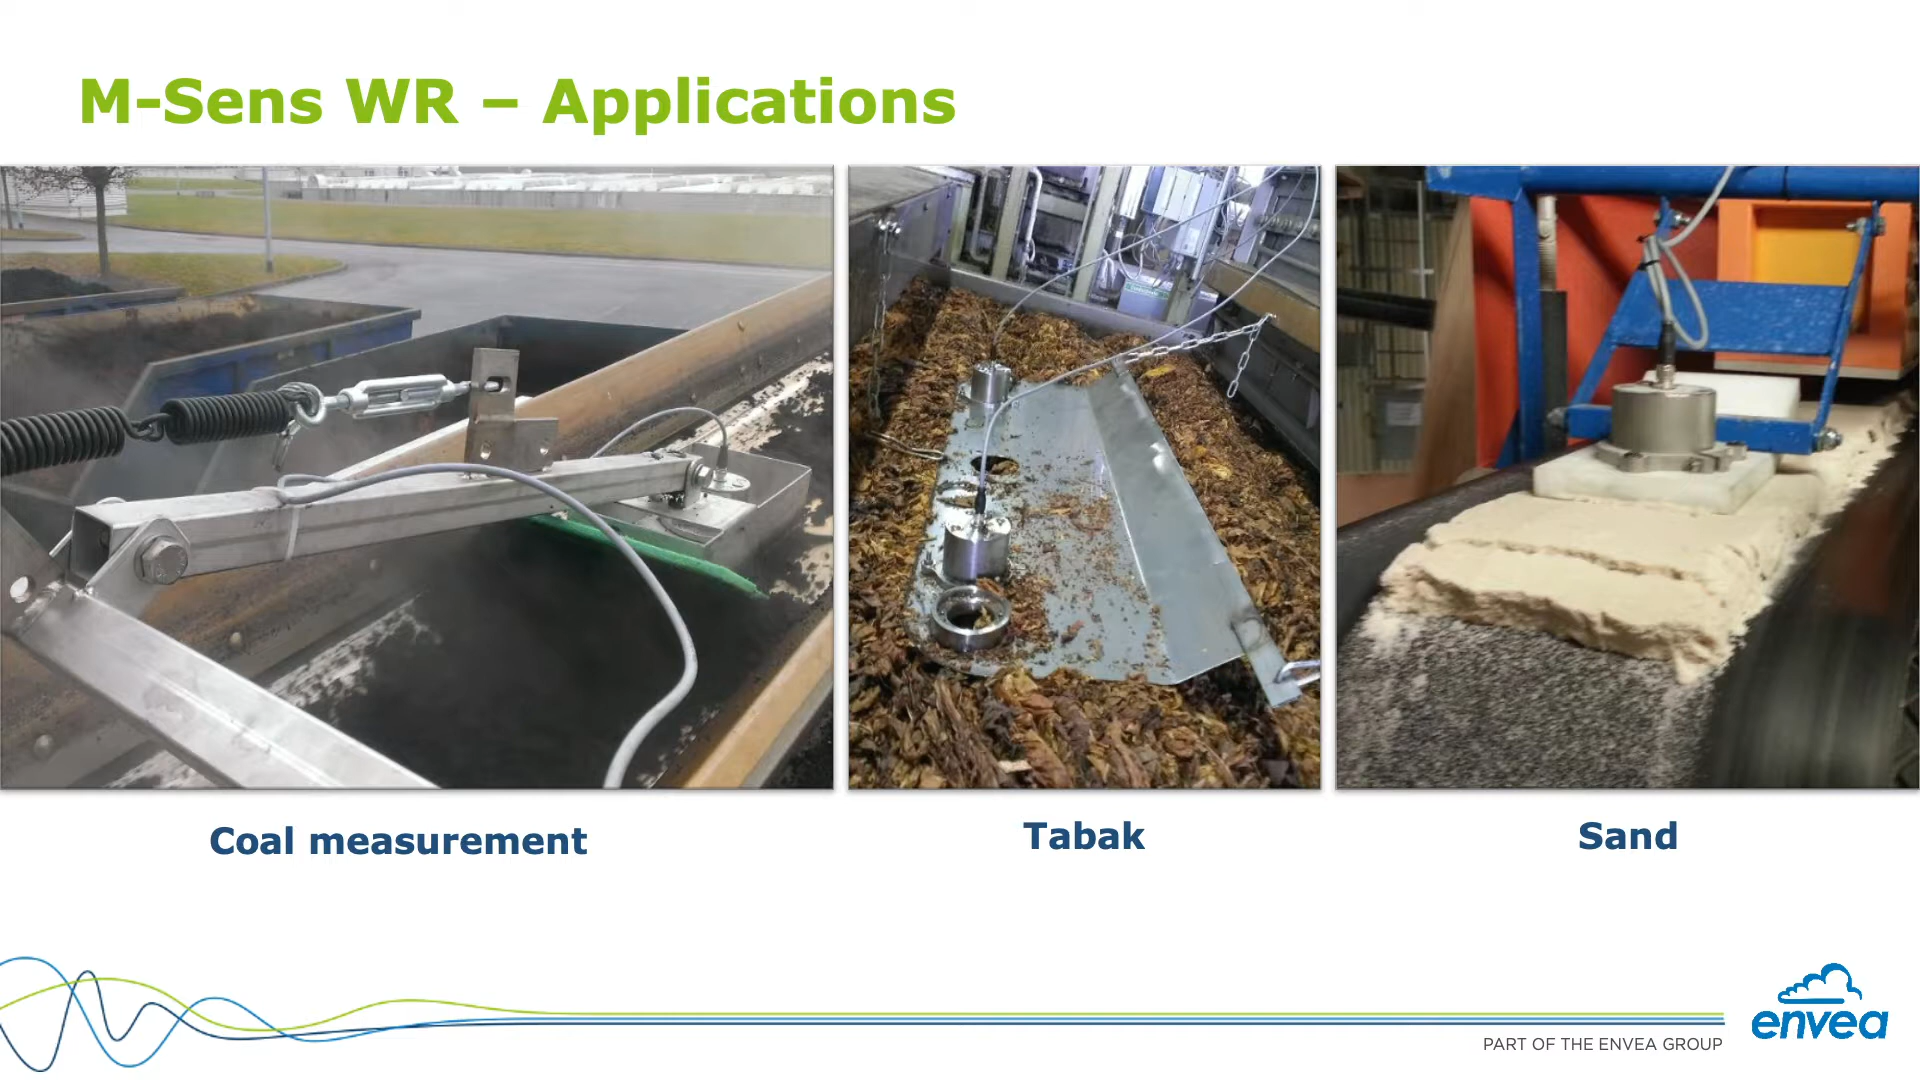 M-Sens WR – Applications
Coal measurement
Tabak
Sand
PART OF THE ENVEA GROUP
envea